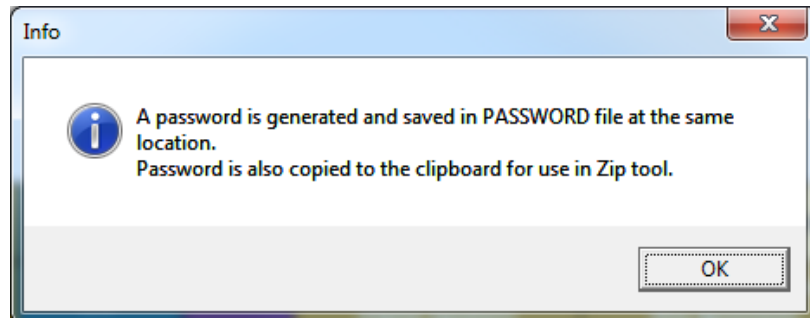 Info
A password is generated and saved in PASSWORD file at the same
location.
Password is also copied to the clipboard for use in Zip tool.
OK